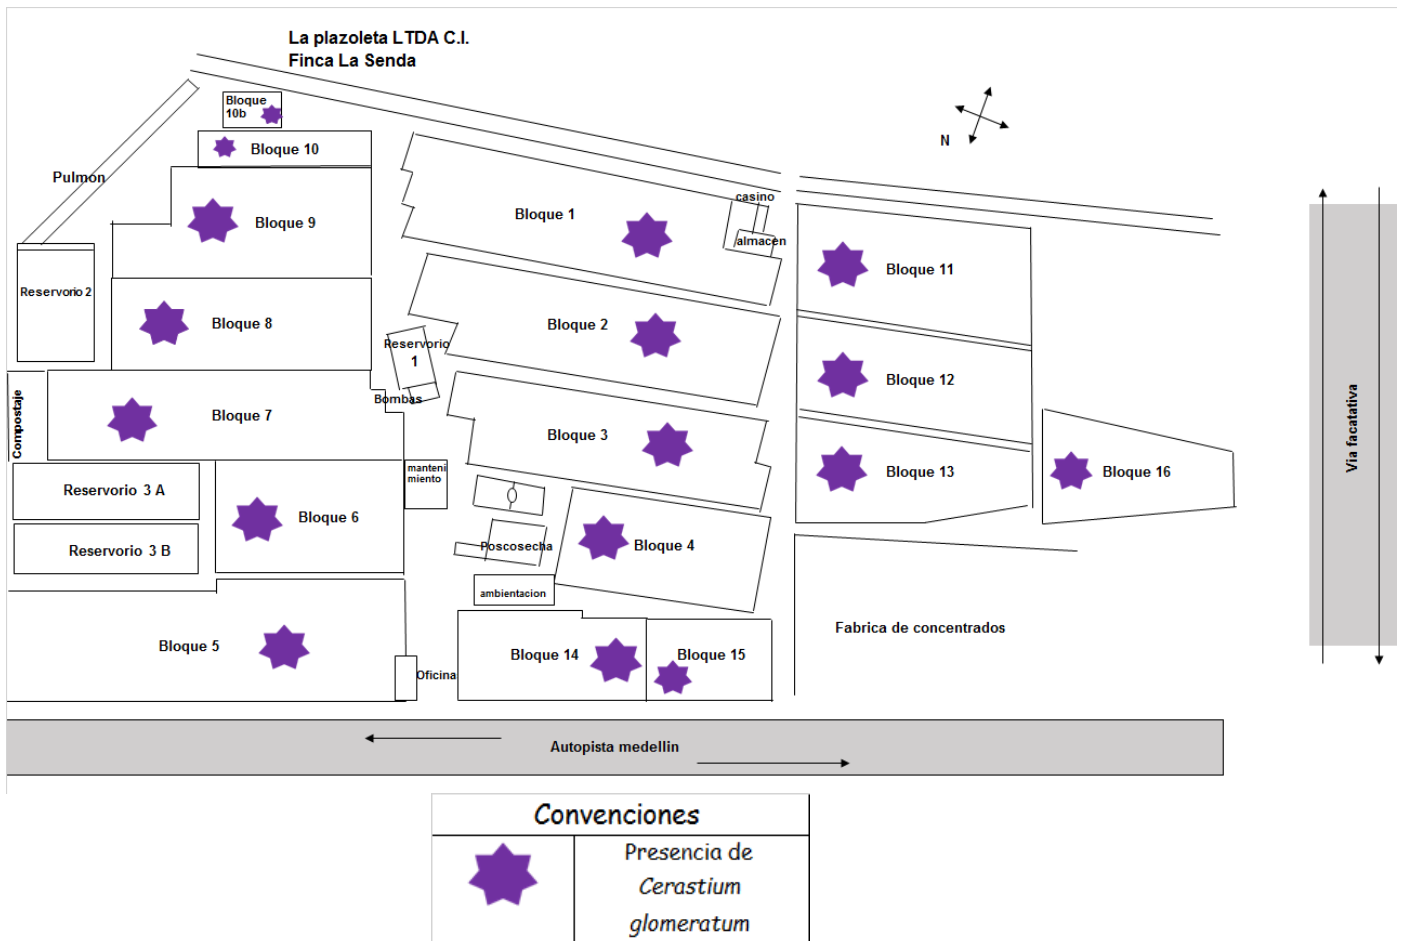 La plazoleta LTDA C.I.
Finca La Senda
Bloque
10b
Bloque 10
Pulmon
Bloque 9
Reservorio 2
Bloque 8
Compostaje
Bloque 7
Reservorio 3 A
Reservorio 3 B
Bloque 6
Bloque 5
Bloque 1
casino
almacen
Bloque 2
Reservorio
1
Bombas
Bloque 3
manteni
miento
Poscosecha
Bloque 4
ambientacion
Oficina
Bloque 14
Bloque 15
N
Bloque 11
Bloque 12
Bloque 13
Bloque 16
Fabrica de concentrados
Via facatativa
Autopista medellin
Convenciones
Presencia de
Cerastium
glomeratum